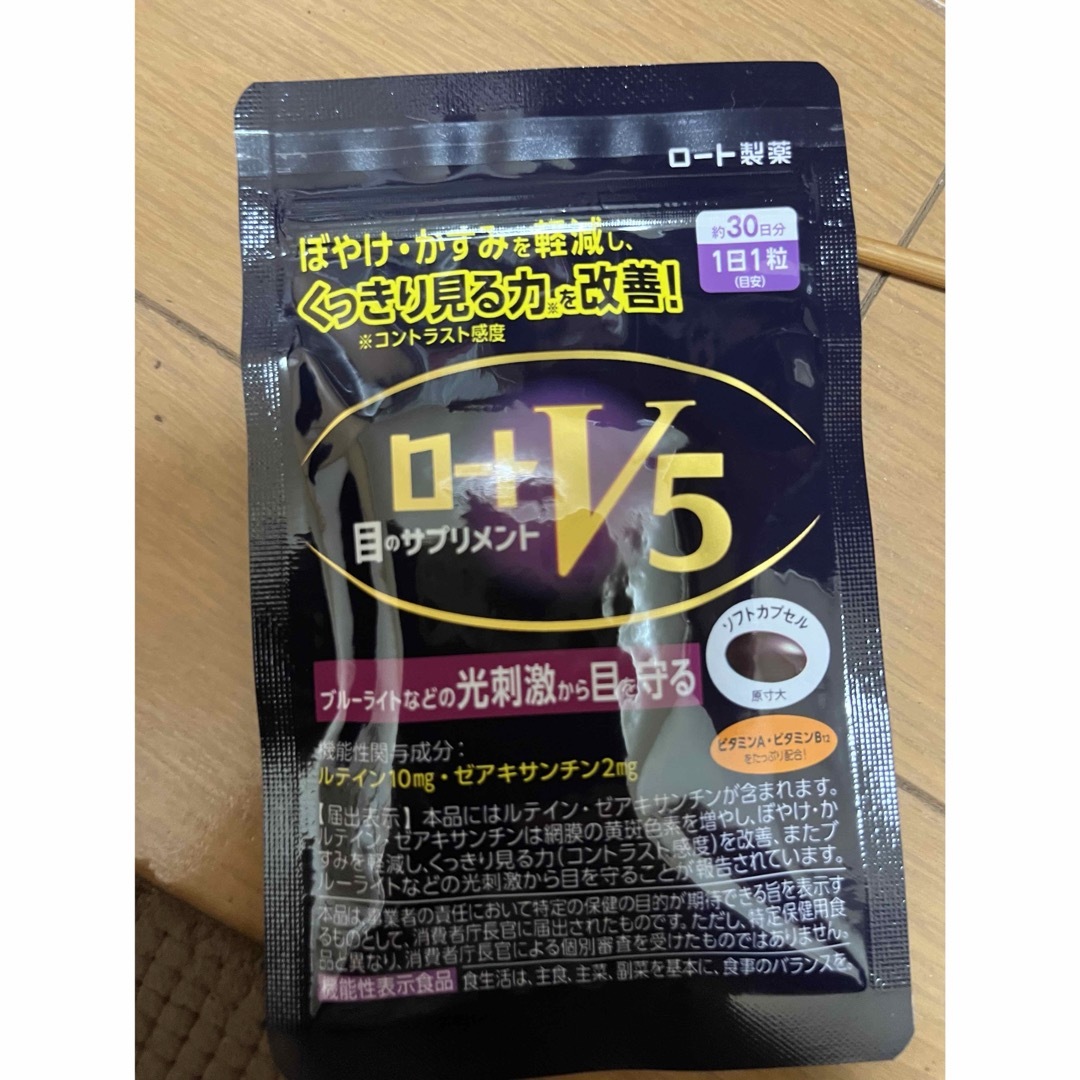 ロート製薬
約30日分
1日1粒
(目安)
ぼやけ・かすみを軽減し、
くっきり見る力※を改善!
※コントラスト感度
ロートV5
目のサプリメント
ソフトカプセル
原寸大
ブルーライトなどの光刺激から目を守る
ビタミンA・ビタミンB12
をたっぷり配合!
機能性関与成分:
ルテイン10mg・ゼアキサンチン2mg
【届出表示】本品にはルテイン・ゼアキサンチンが含まれます。
ルテイン・ゼアキサンチンは網膜の黄斑色素を増やし、ぼやけ・か
すみを軽減し、くっきり見る力(コントラスト感度)を改善、またブ
ルーライトなどの光刺激から目を守ることが報告されています。
本品は、事業者の責任において特定の保健の目的が期待できる旨を表示す
るものとして、消費者庁長官に届出されたものです。ただし、特定保健用食
品と異なり、消費者庁長官による個別審査を受けたものではありません。
機能性表示食品 食生活は、主食、主菜、副菜を基本に、食事のバランスを。